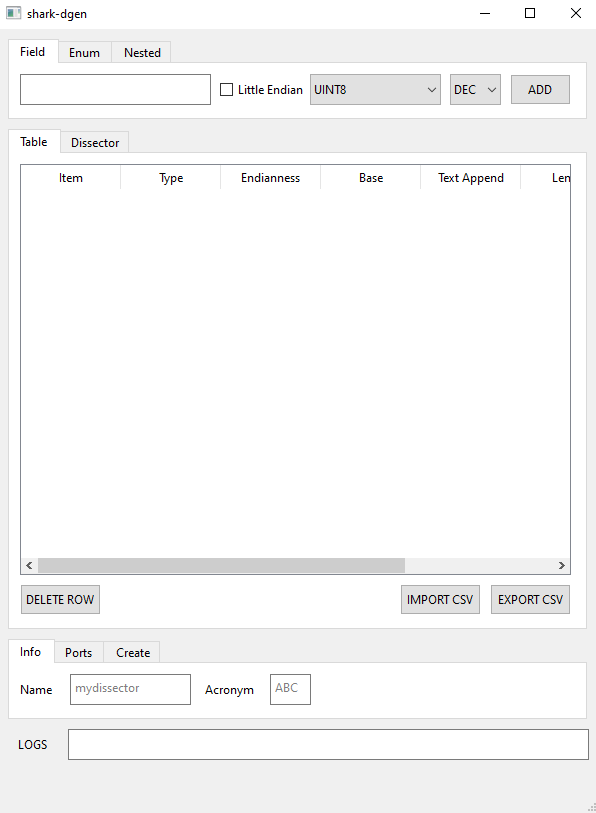 shark-dgen
Field Enum Nested
Little Endian UINT8 DEC ADD
Table Dissector
Item Type Endianness Base Text Append Len
DELETE ROW IMPORT CSV EXPORT CSV
Info Ports Create
Name mydissector Acronym ABC
LOGS